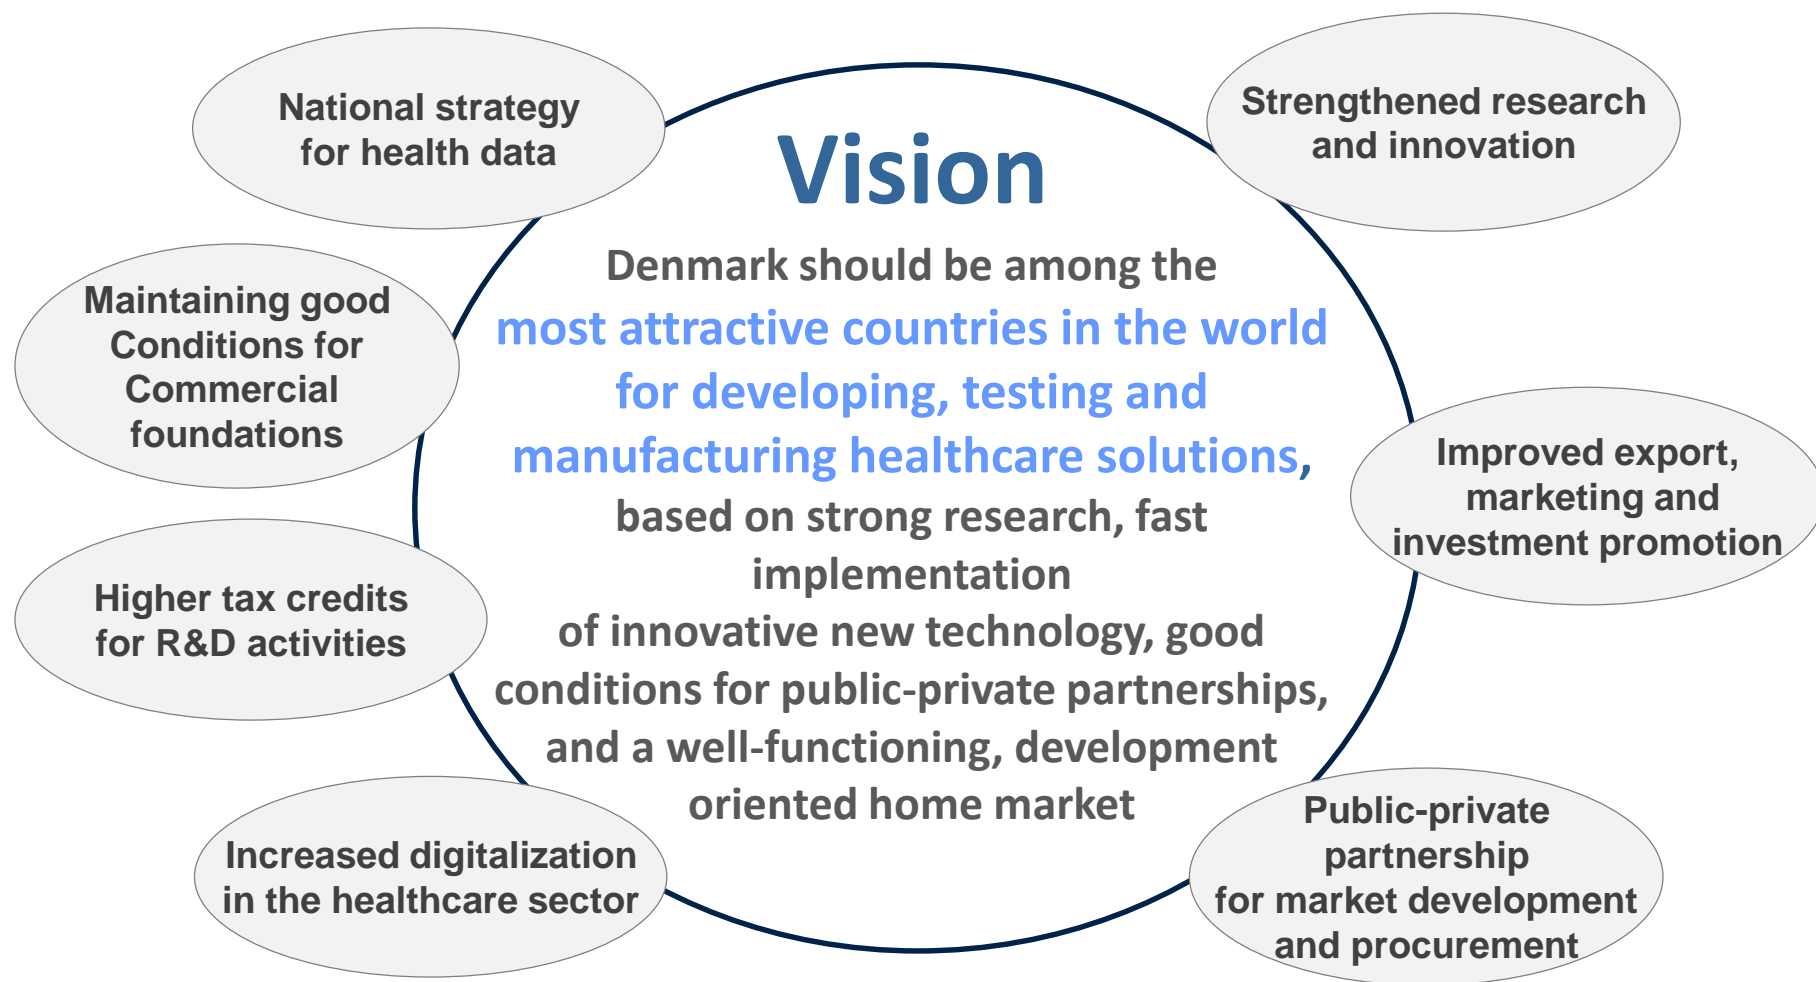 National strategy
for health data
Strengthened research
and innovation
Vision
Denmark should be among the
most attractive countries in the world
for developing, testing and
manufacturing healthcare solutions,
based on strong research, fast
implementation
of innovative new technology, good
conditions for public-private partnerships,
and a well-functioning, development
oriented home market
Maintaining good
Conditions for
Commercial
foundations
Improved export,
marketing and
investment promotion
Higher tax credits
for R&D activities
Increased digitalization
in the healthcare sector
Public-private
partnership
for market development
and procurement